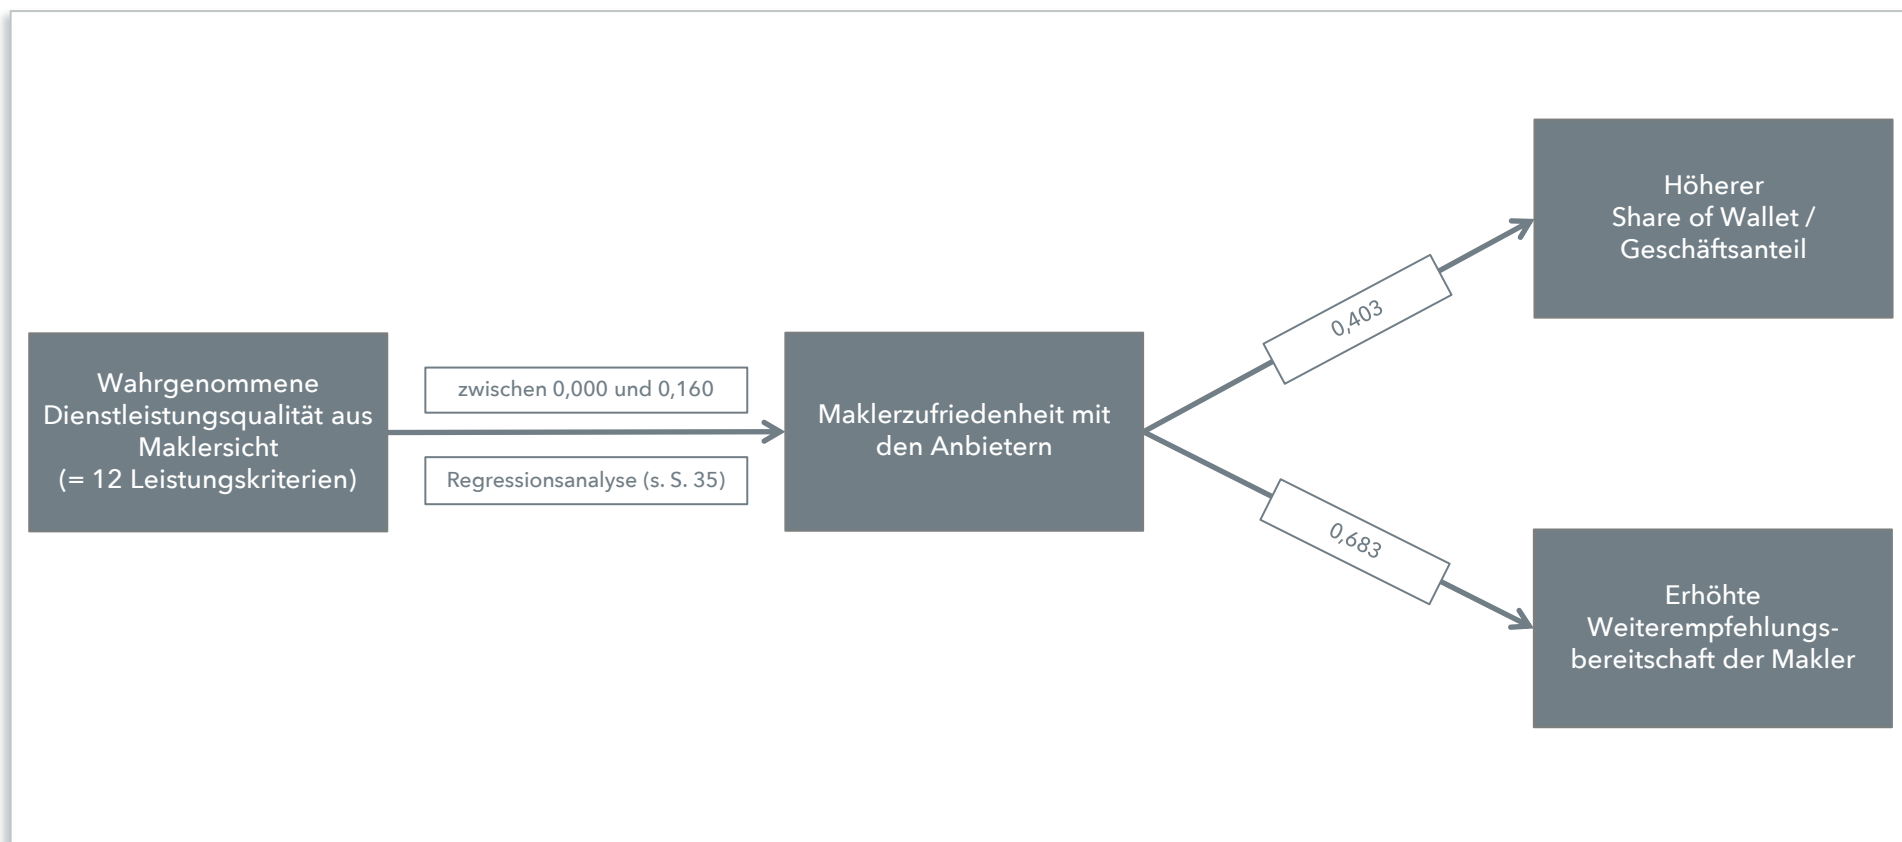 Wahrgenommene
Dienstleistungsqualität aus
Maklersicht
(= 12 Leistungskriterien)
zwischen 0,000 und 0,160
Regressionsanalyse (s. S. 35)
Maklerzufriedenheit mit
den Anbietern
0,403
0,683
Höherer
Share of Wallet /
Geschäftsanteil
Erhöhte
Weiterempfehlungs-
bereitschaft der Makler